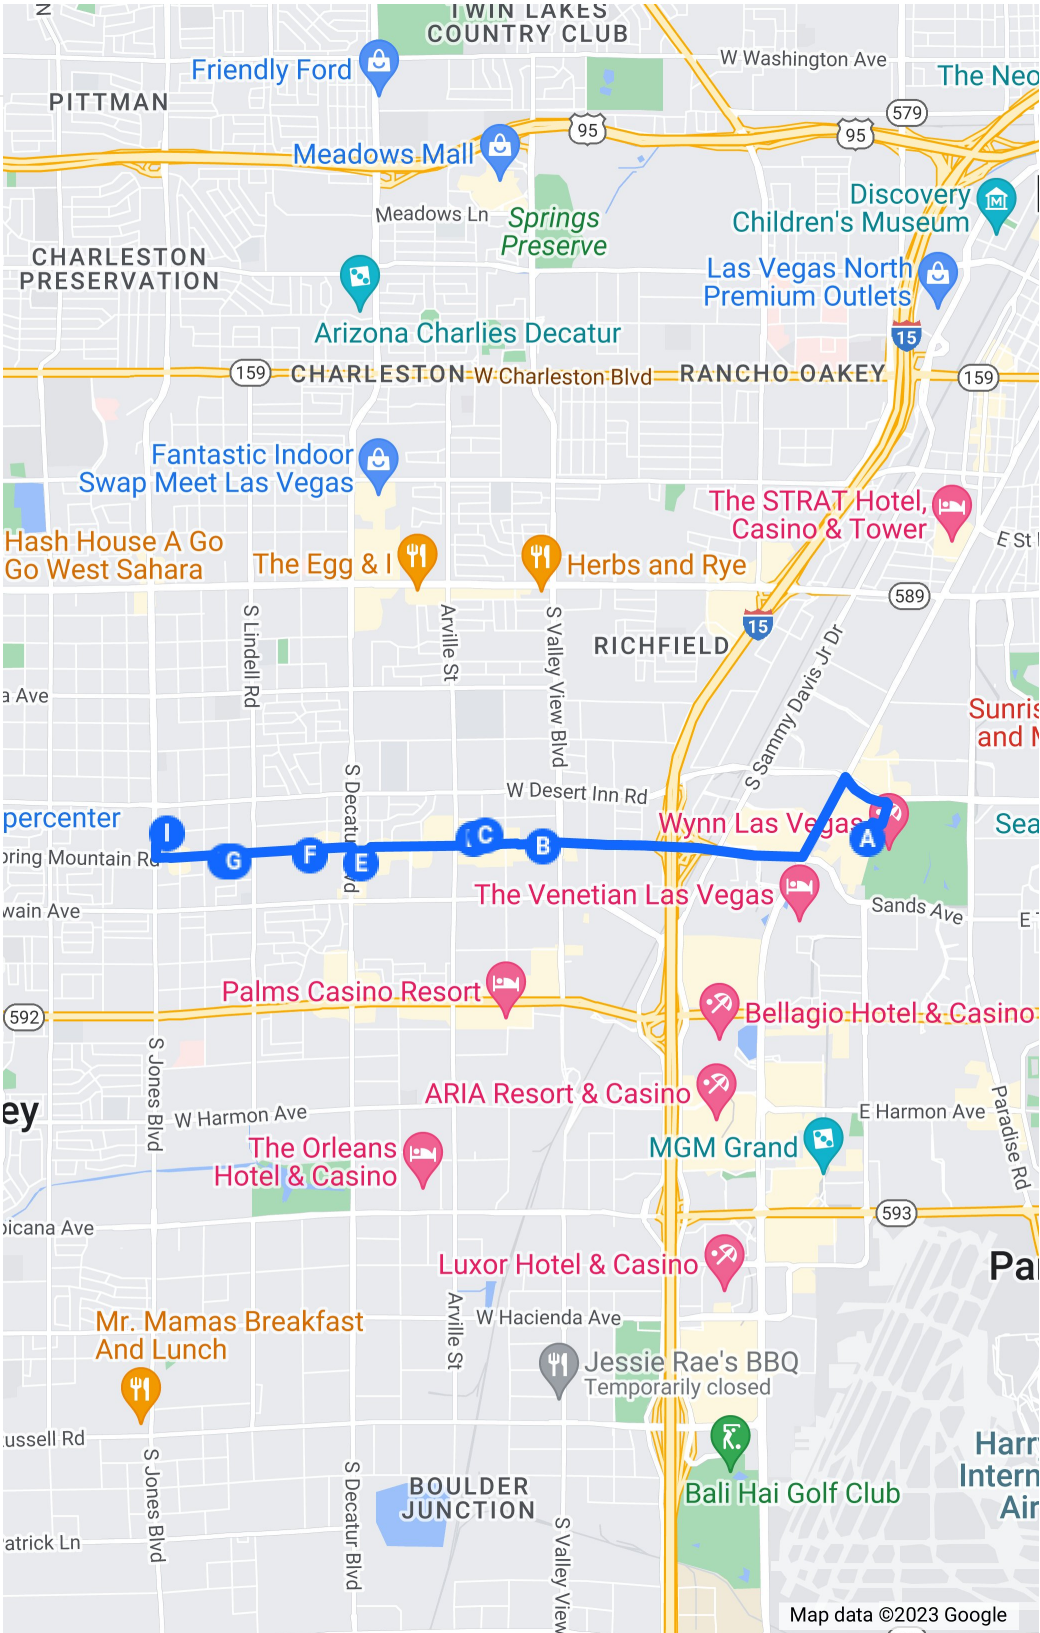 Z
TWIN LAKES
COUNTRY CLUB
W Washington Ave
Friendly Ford
The Neo
PITTMAN
579
95
95
Meadows Mall
Discovery
Children's Museum
Meadows Ln
Springs
Preserve
CHARLESTON
PRESERVATION
Las Vegas North
Premium Outlets
Arizona Charlies Decatur
15
159
CHARLESTON
W Charleston Blvd
RANCHO OAKEY
159
Fantastic Indoor
Swap Meet Las Vegas
The STRAT Hotel,
Casino & Tower
Hash House A Go
Go West Sahara
The Egg & I
Herbs and Rye
E St
589
S Lindell Rd
Arville St
S Valley View Blvd
15
RICHFIELD
S Sammy Davis Jr Dr
a Ave
Sunris
and M
S Decatur Blvd
W Desert Inn Rd
percenter
Wynn Las Vegas
Sea
I
G
F
E
C
B
A
pring Mountain Rd
The Venetian Las Vegas
wain Ave
Sands Ave
E T
Palms Casino Resort
592
Bellagio Hotel & Casino
S Jones Blvd
ARIA Resort & Casino
ey
W Harmon Ave
E Harmon Ave
Paradise Rd
The Orleans
Hotel & Casino
MGM Grand
picana Ave
593
Luxor Hotel & Casino
Pa
Arville St
W Hacienda Ave
Mr. Mamas Breakfast
And Lunch
Jessie Rae's BBQ
Temporarily closed
ussell Rd
S Jones Blvd
S Decatur Blvd
BOULDER
JUNCTION
Harr
Intern
Air
Bali Hai Golf Club
S Valley View
atrick Ln
Map data ©2023 Google